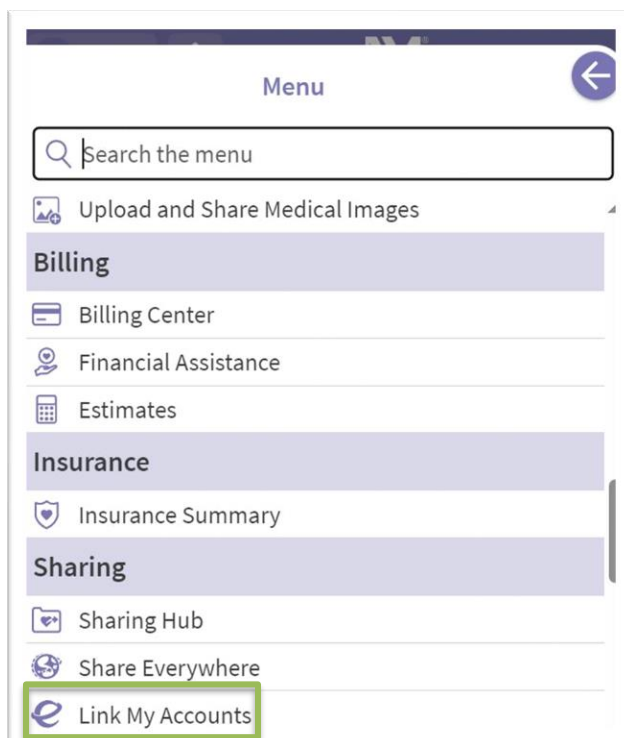 Menu
Search the menu
Upload and Share Medical Images
Billing
Billing Center
Financial Assistance
Estimates
Insurance
Insurance Summary
Sharing
Sharing Hub
Share Everywhere
Link My Accounts